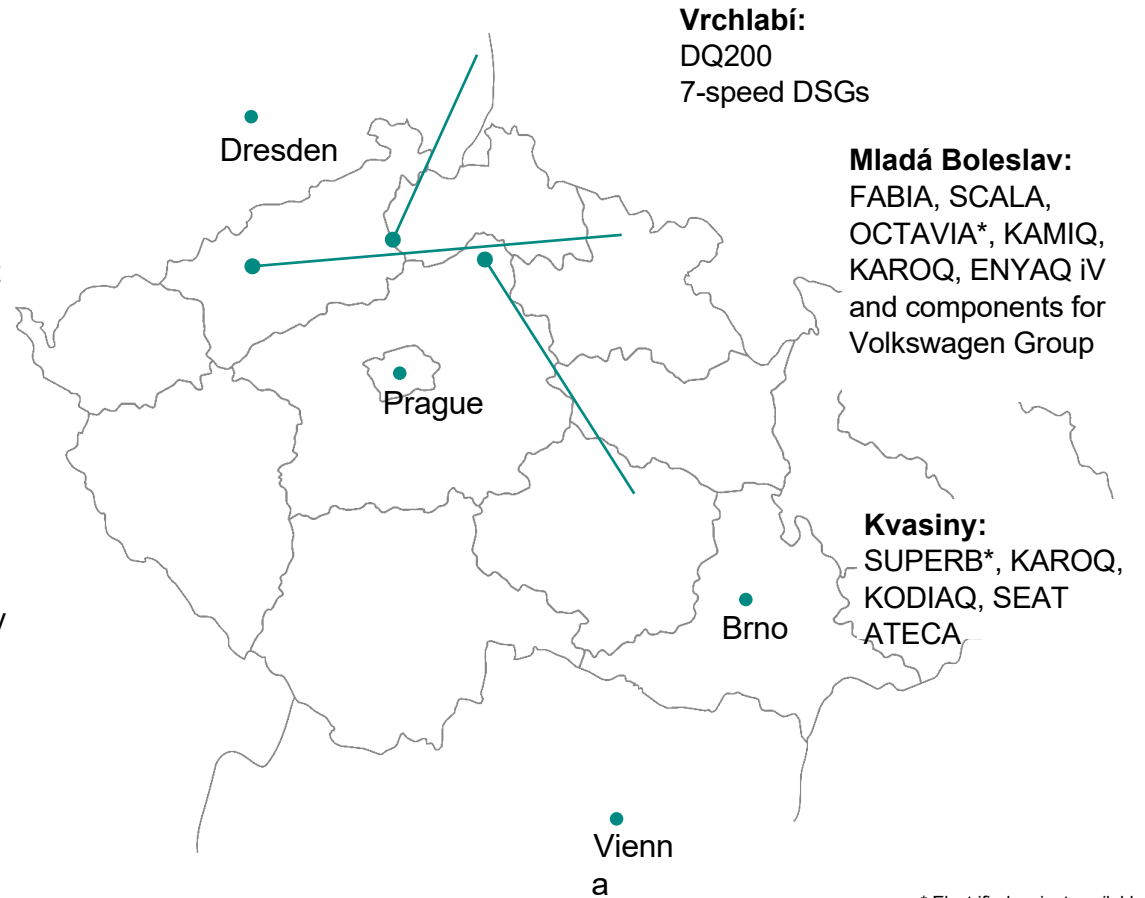 Vrchlabí:
DQ200
7-speed DSGs
Dresden
Mladá Boleslav:
FABIA, SCALA,
OCTAVIA*, KAMIQ,
KAROQ, ENYAQ iV
and components for
Volkswagen Group
Prague
Kvasiny:
SUPERB*, KAROQ,
KODIAQ, SEAT
ATECA
Brno
Vienn
a